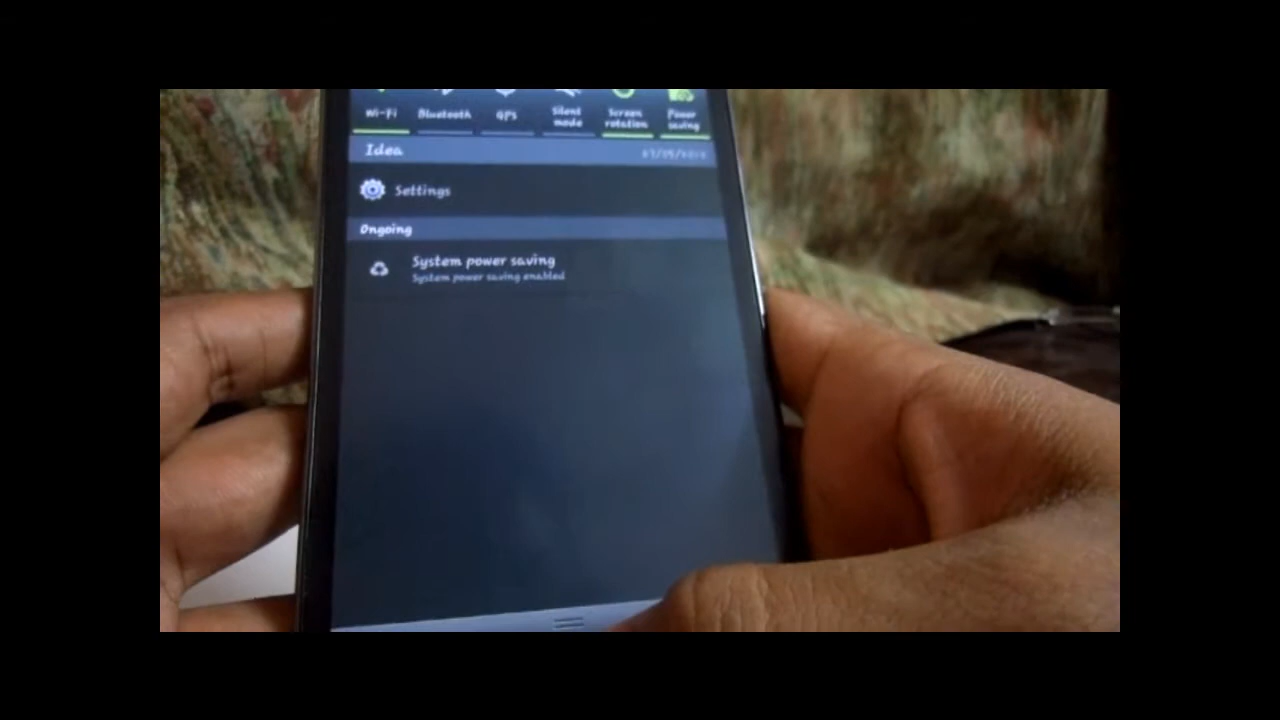 Wi-Fi Bluetooth GPS Silent mode Screen rotation Power saving
Idea
Settings
Ongoing
System power saving
System power saving enabled